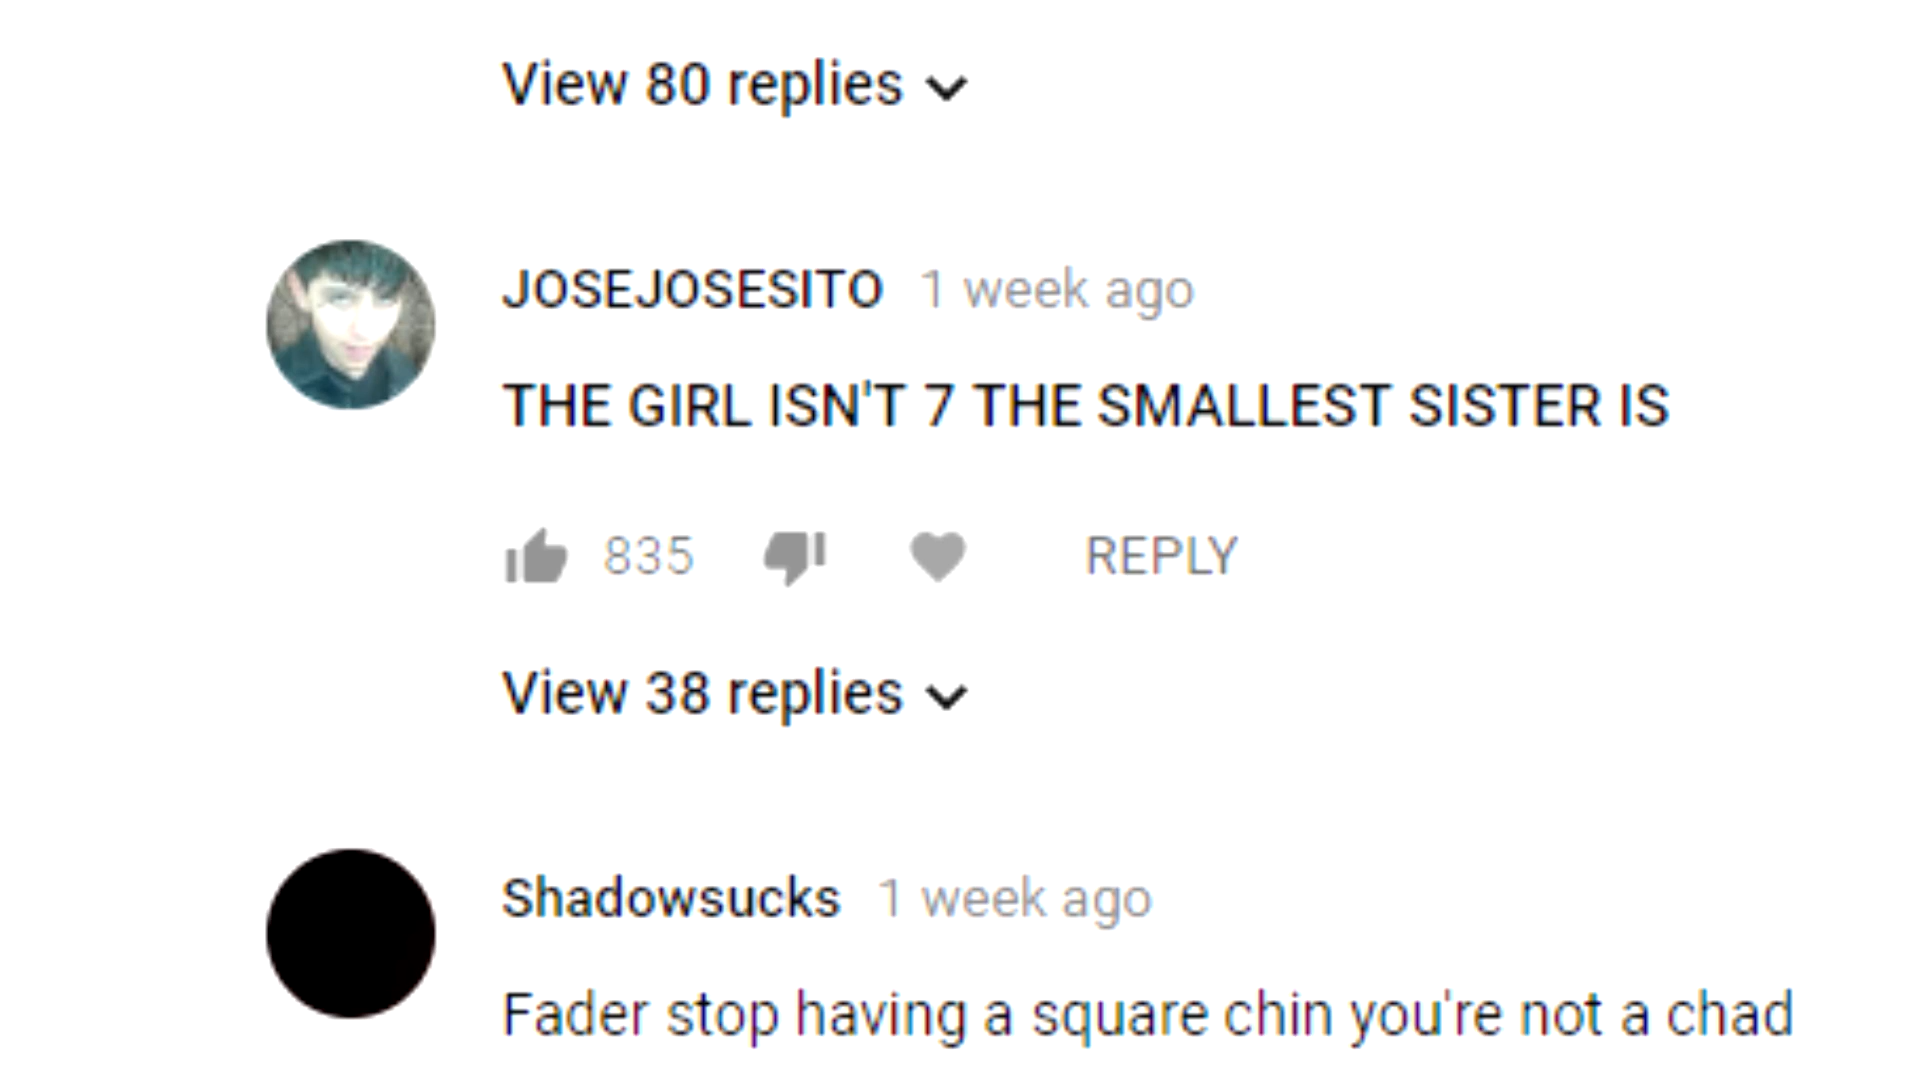 View 80 replies
JOSEJOSESITO 1 week ago
THE GIRL ISN'T 7 THE SMALLEST SISTER IS
835 REPLY
View 38 replies
Shadowsucks 1 week ago
Fader stop having a square chin you're not a chad